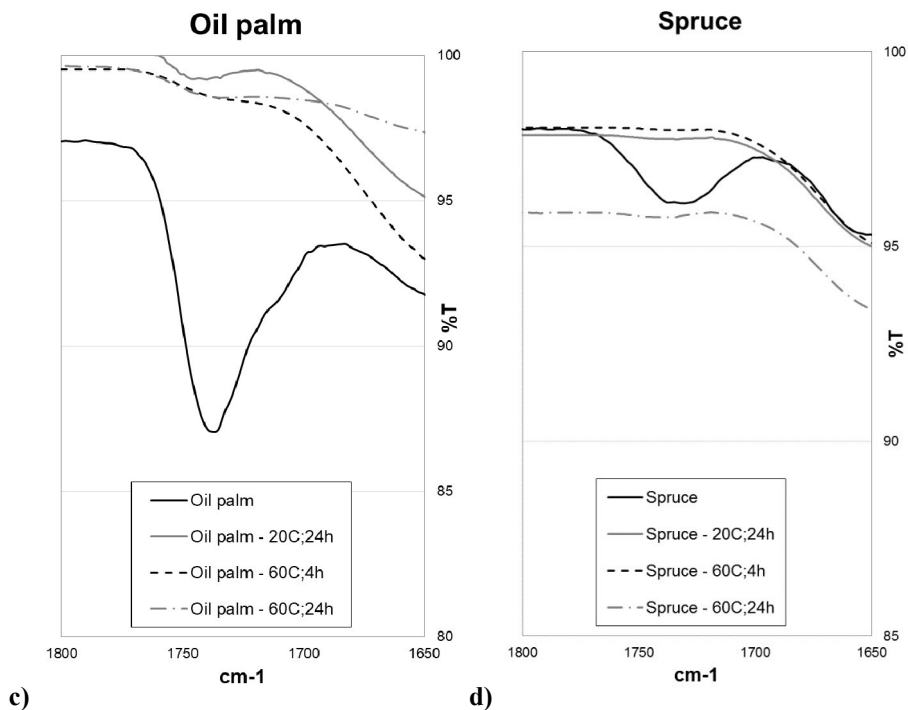 Oil palm
100
95
90
85
80
%T
Oil palm
Oil palm - 20C;24h
Oil palm - 60C;4h
Oil palm - 60C;24h
1800
1750
1700
1650
cm-1
c)
Spruce
100
95
90
85
%T
Spruce
Spruce - 20C;24h
Spruce - 60C;4h
Spruce - 60C;24h
1800
1750
1700
1650
cm-1
d)